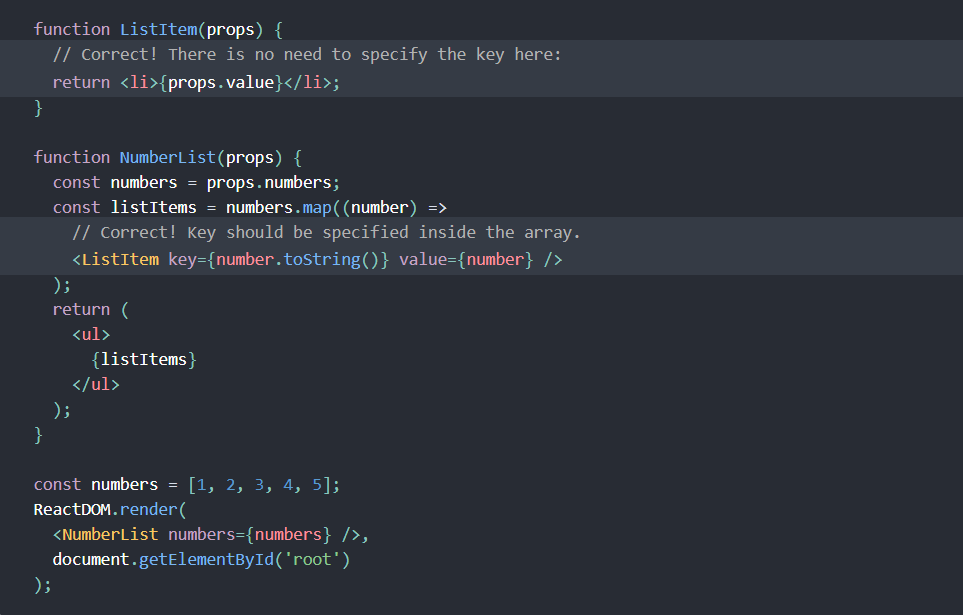 function ListItem(props) {
  // Correct! There is no need to specify the key here:
  return <li>{props.value}</li>;
}

function NumberList(props) {
  const numbers = props.numbers;
  const listItems = numbers.map((number) =>
    // Correct! Key should be specified inside the array.
    <ListItem key={number.toString()} value={number} />
  );
  return (
    <ul>
      {listItems}
    </ul>
  );
}

const numbers = [1, 2, 3, 4, 5];
ReactDOM.render(
  <NumberList numbers={numbers} />,
  document.getElementById('root')
);